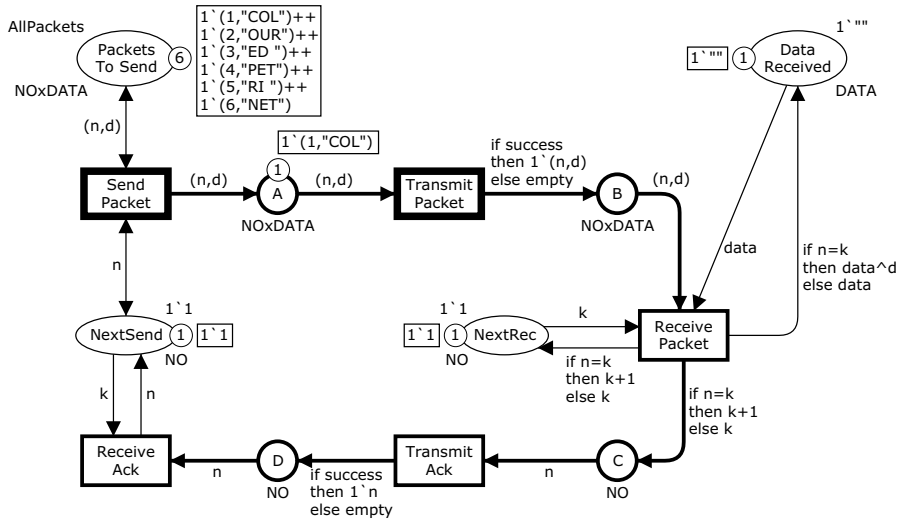 AllPackets
Packets
To Send
6
1`(1,"COL")++
1`(2,"OUR")++
1`(3,"ED ")++
1`(4,"PET")++
1`(5,"RI ")++
1`(6,"NET")
NOxDATA
1`""
1`""
1
Data
Received
DATA
(n,d)
1`(1,"COL")
1
Send
Packet
(n,d)
A
NOxDATA
(n,d)
Transmit
Packet
if success
then 1`(n,d)
else empty
B
NOxDATA
(n,d)
data
if n=k
then data^d
else data
n
1`1
NextSend
1
1`1
NO
1`1
1`1
1
NextRec
NO
k
if n=k
then k+1
else k
Receive
Packet
if n=k
then k+1
else k
k
n
Receive
Ack
n
D
NO
if success
then 1`n
else empty
Transmit
Ack
n
C
NO